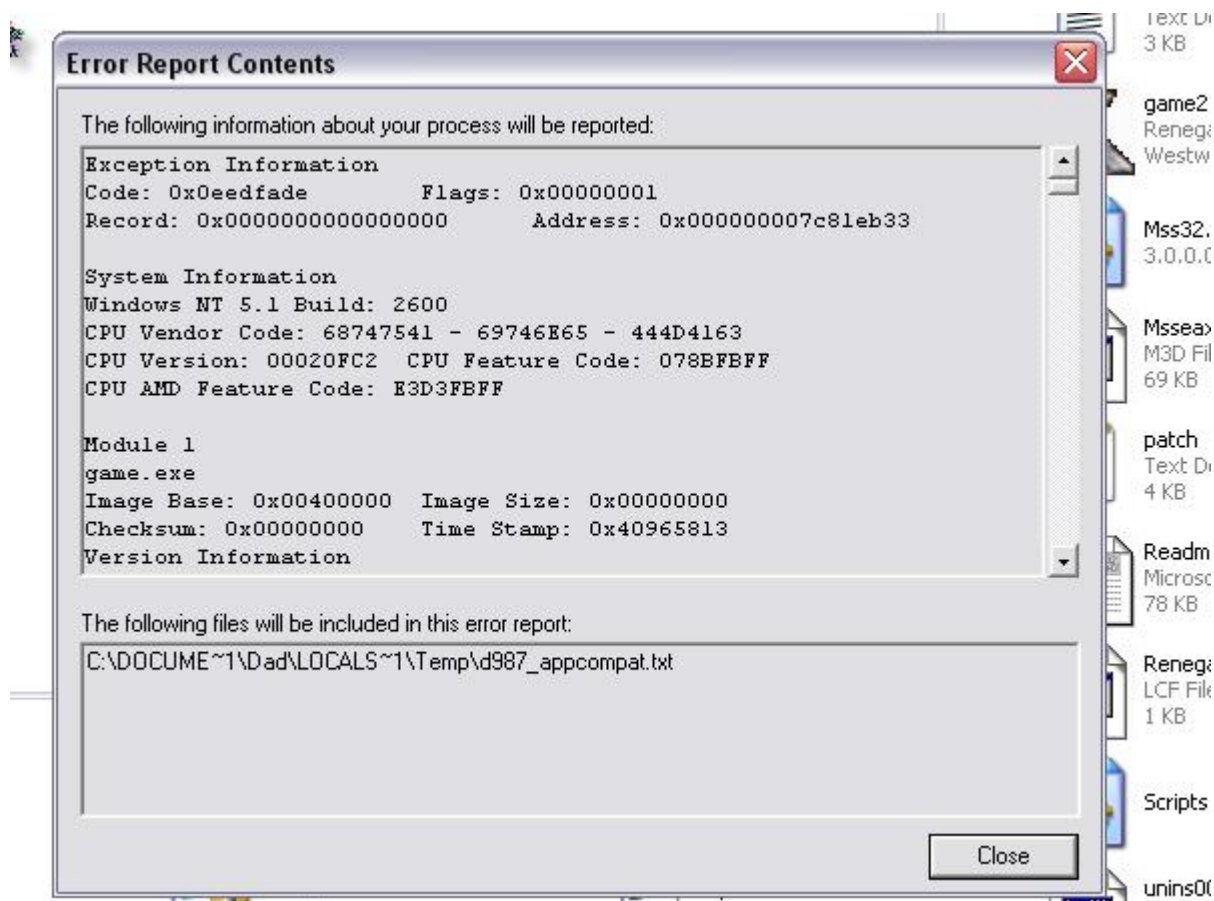 Error Report Contents
The following information about your process will be reported:
Exception Information
Code: 0x0eedfade Flags: 0x00000001
Record: 0x0000000000000000 Address: 0x000000007c81eb33
System Information
Windows NT 5.1 Build: 2600
CPU Vendor Code: 68747541 - 69746E65 - 444D4163
CPU Version: 00020FC2 CPU Feature Code: 078BFBFF
CPU AMD Feature Code: E3D3FBFF
Module 1
game.exe
Image Base: 0x00400000 Image Size: 0x00000000
Checksum: 0x00000000 Time Stamp: 0x40965813
Version Information
The following files will be included in this error report:
C:\DOCUME~1\Dad\LOCALS~1\Temp\d987_appcompat.txt
Close
Text D
3 KB
game2
Renega
Westw
Mss32.
3.0.0.0
Msseax
M3D Fil
69 KB
patch
Text D
4 KB
Readm
Microso
78 KB
Renega
LCF File
1 KB
Scripts
unins00